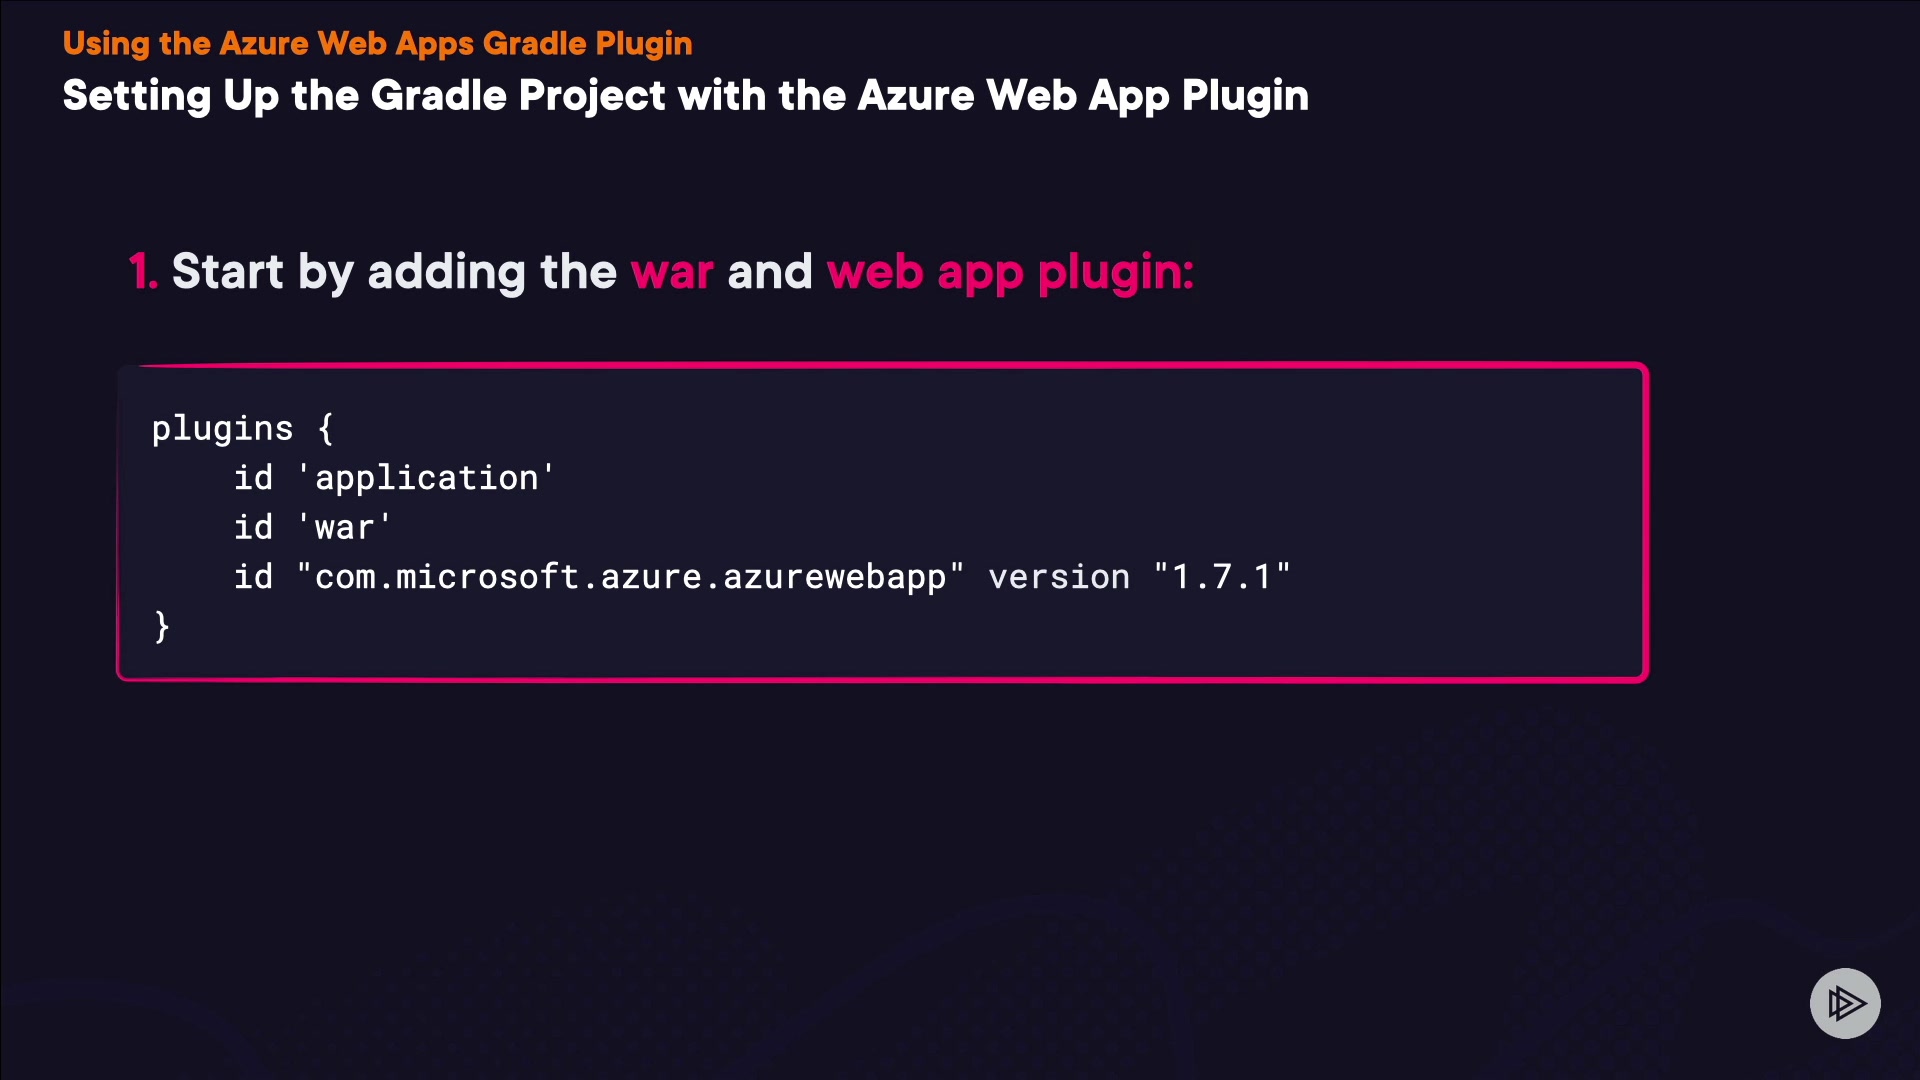 Using the Azure Web Apps Gradle Plugin
Setting Up the Gradle Project with the Azure Web App Plugin
1. Start by adding the war and web app plugin:
plugins {
    id 'application'
    id 'war'
    id "com.microsoft.azure.azurewebapp" version "1.7.1"
}